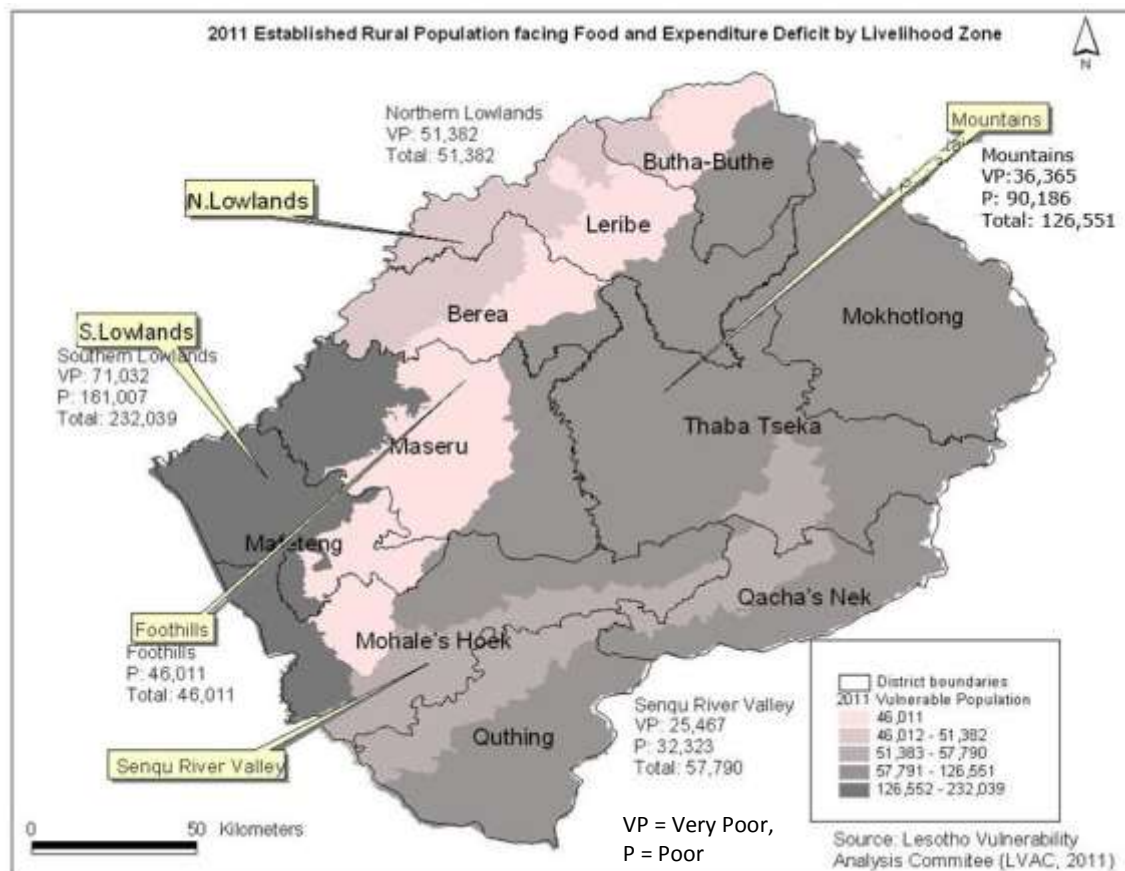 2011 Established Rural Population facing Food and Expenditure Deficit by Livelihood Zone
N
Northern Lowlands
VP: 51,382
Total: 51,382
Mountains
Mountains
VP:36,365
P: 90,186
Total: 126,551
Butha-Buthe
N.Lowlands
Leribe
Mokhotlong
Berea
S.Lowlands
Southern Lowlands
VP: 71,032
P: 161,007
Total: 232,039
Thaba Tseka
Maseru
Mafeteng
Qacha's Nek
Foothills
Foothills
P: 46,011
Total: 46,011
Mohale's Hoek
Senqu River Valley
VP: 25,467
P: 32,323
Total: 57,790
Quthing
Senqu River Valley
District boundaries
2011 Vulnerable Population
46,011
46,012 - 51,382
51,383 - 57,790
57,791 - 126,551
126,552 - 232,039
0 50 Kilometers
VP = Very Poor,
P = Poor
Source: Lesotho Vulnerability
Analysis Commitee (LVAC, 2011)